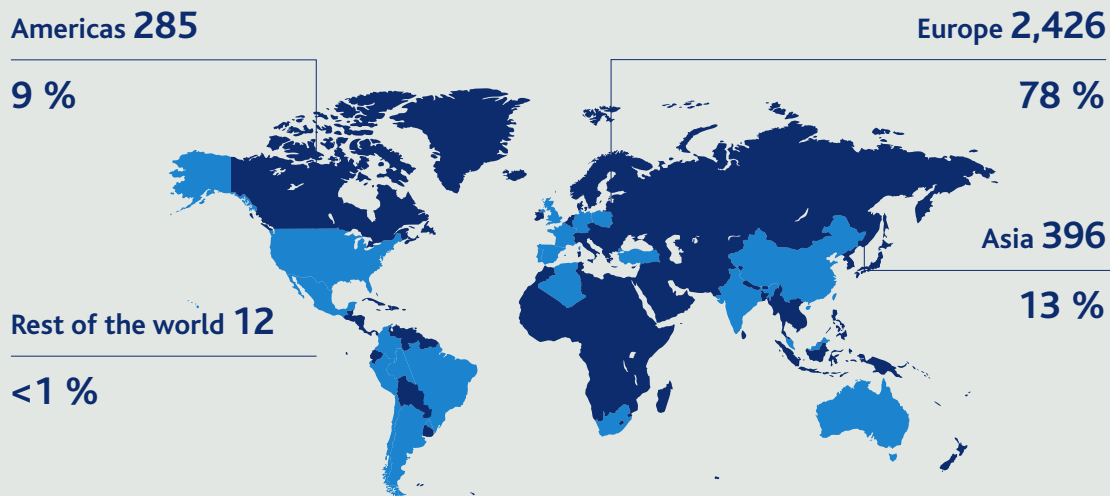 Americas 285
9 %
Europe 2,426
78 %
Asia 396
13 %
Rest of the world 12
<1 %